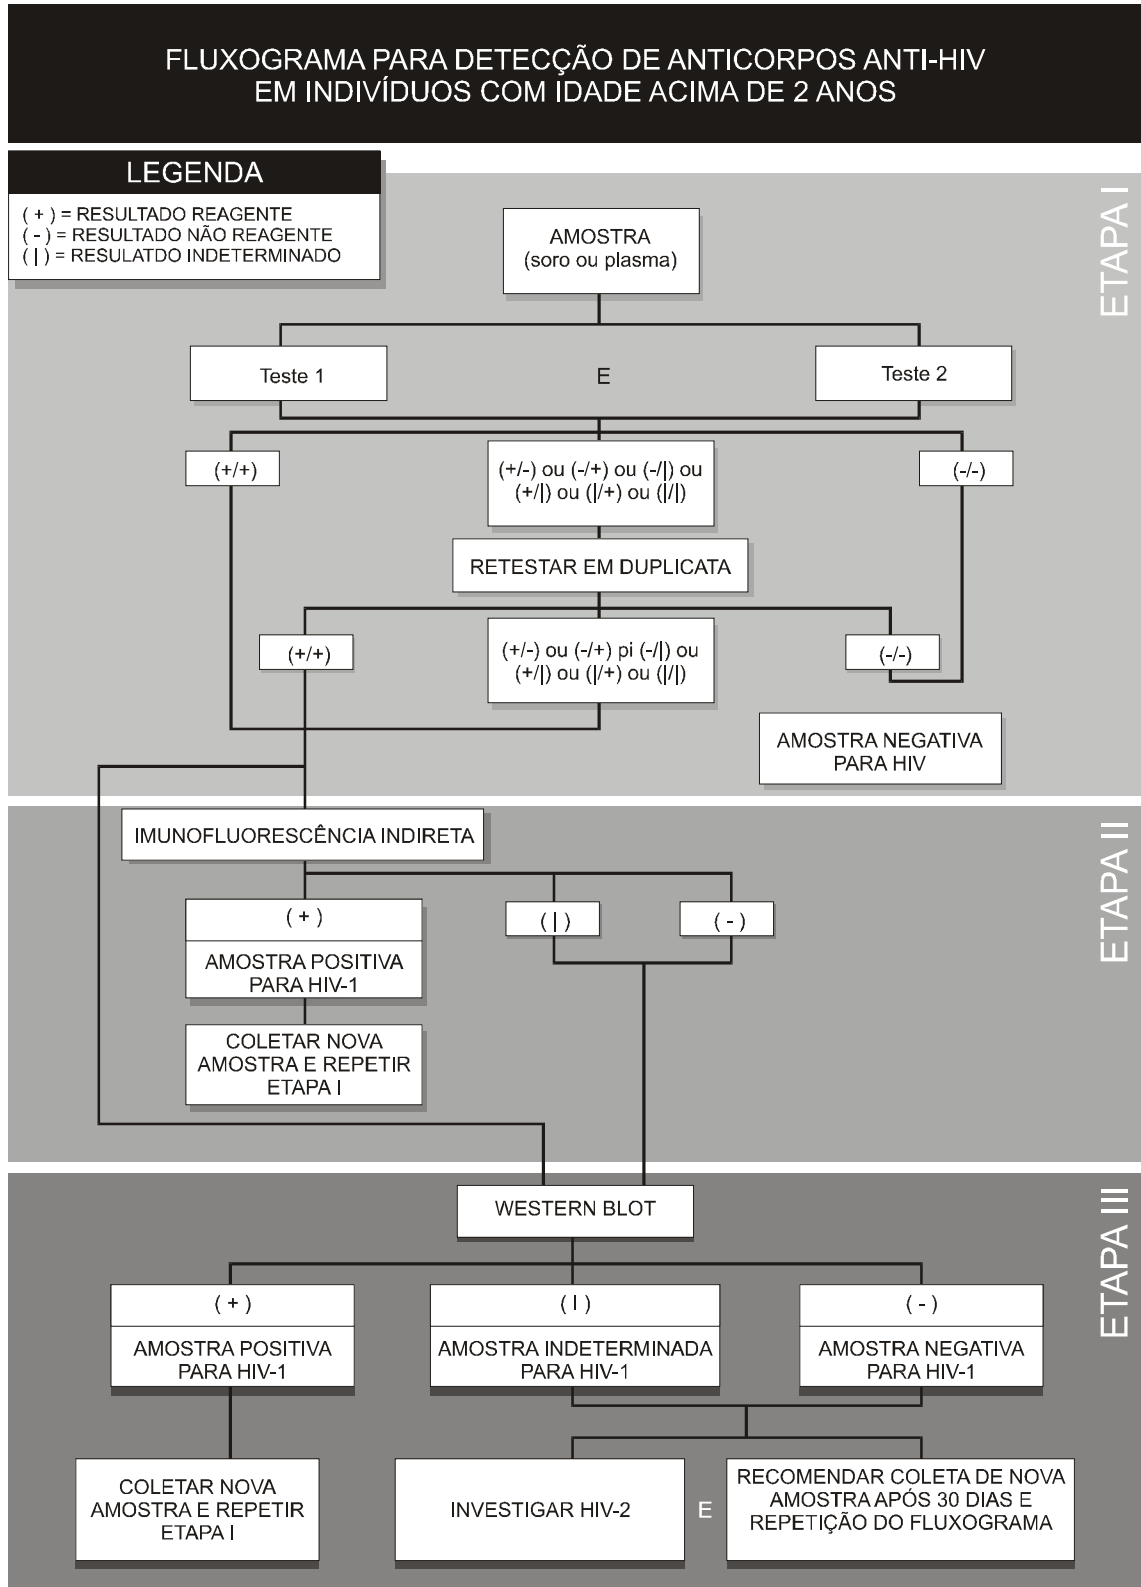 FLUXOGRAMA PARA DETECÇÃO DE ANTICORPOS ANTI-HIV
EM INDIVÍDUOS COM IDADE ACIMA DE 2 ANOS
LEGENDA
( + ) = RESULTADO REAGENTE
( - ) = RESULTADO NÃO REAGENTE
( | ) = RESULATDO INDETERMINADO
ETAPA I
AMOSTRA
(soro ou plasma)
Teste 1
E
Teste 2
(+/+)
(+/-) ou (-/+) ou (-/|) ou
(+/|) ou (|/+) ou (|/|)
(-/-)
RETESTAR EM DUPLICATA
(+/+)
(+/-) ou (-/+) pi (-/|) ou
(+/|) ou (|/+) ou (|/|)
(-/-)
AMOSTRA NEGATIVA
PARA HIV
ETAPA II
IMUNOFLUORESCÊNCIA INDIRETA
( + )
AMOSTRA POSITIVA
PARA HIV-1
( | )
( - )
COLETAR NOVA
AMOSTRA E REPETIR
ETAPA I
ETAPA III
WESTERN BLOT
( + )
AMOSTRA POSITIVA
PARA HIV-1
( | )
AMOSTRA INDETERMINADA
PARA HIV-1
( - )
AMOSTRA NEGATIVA
PARA HIV-1
COLETAR NOVA
AMOSTRA E REPETIR
ETAPA I
INVESTIGAR HIV-2
E
RECOMENDAR COLETA DE NOVA
AMOSTRA APÓS 30 DIAS E
REPETIÇÃO DO FLUXOGRAMA